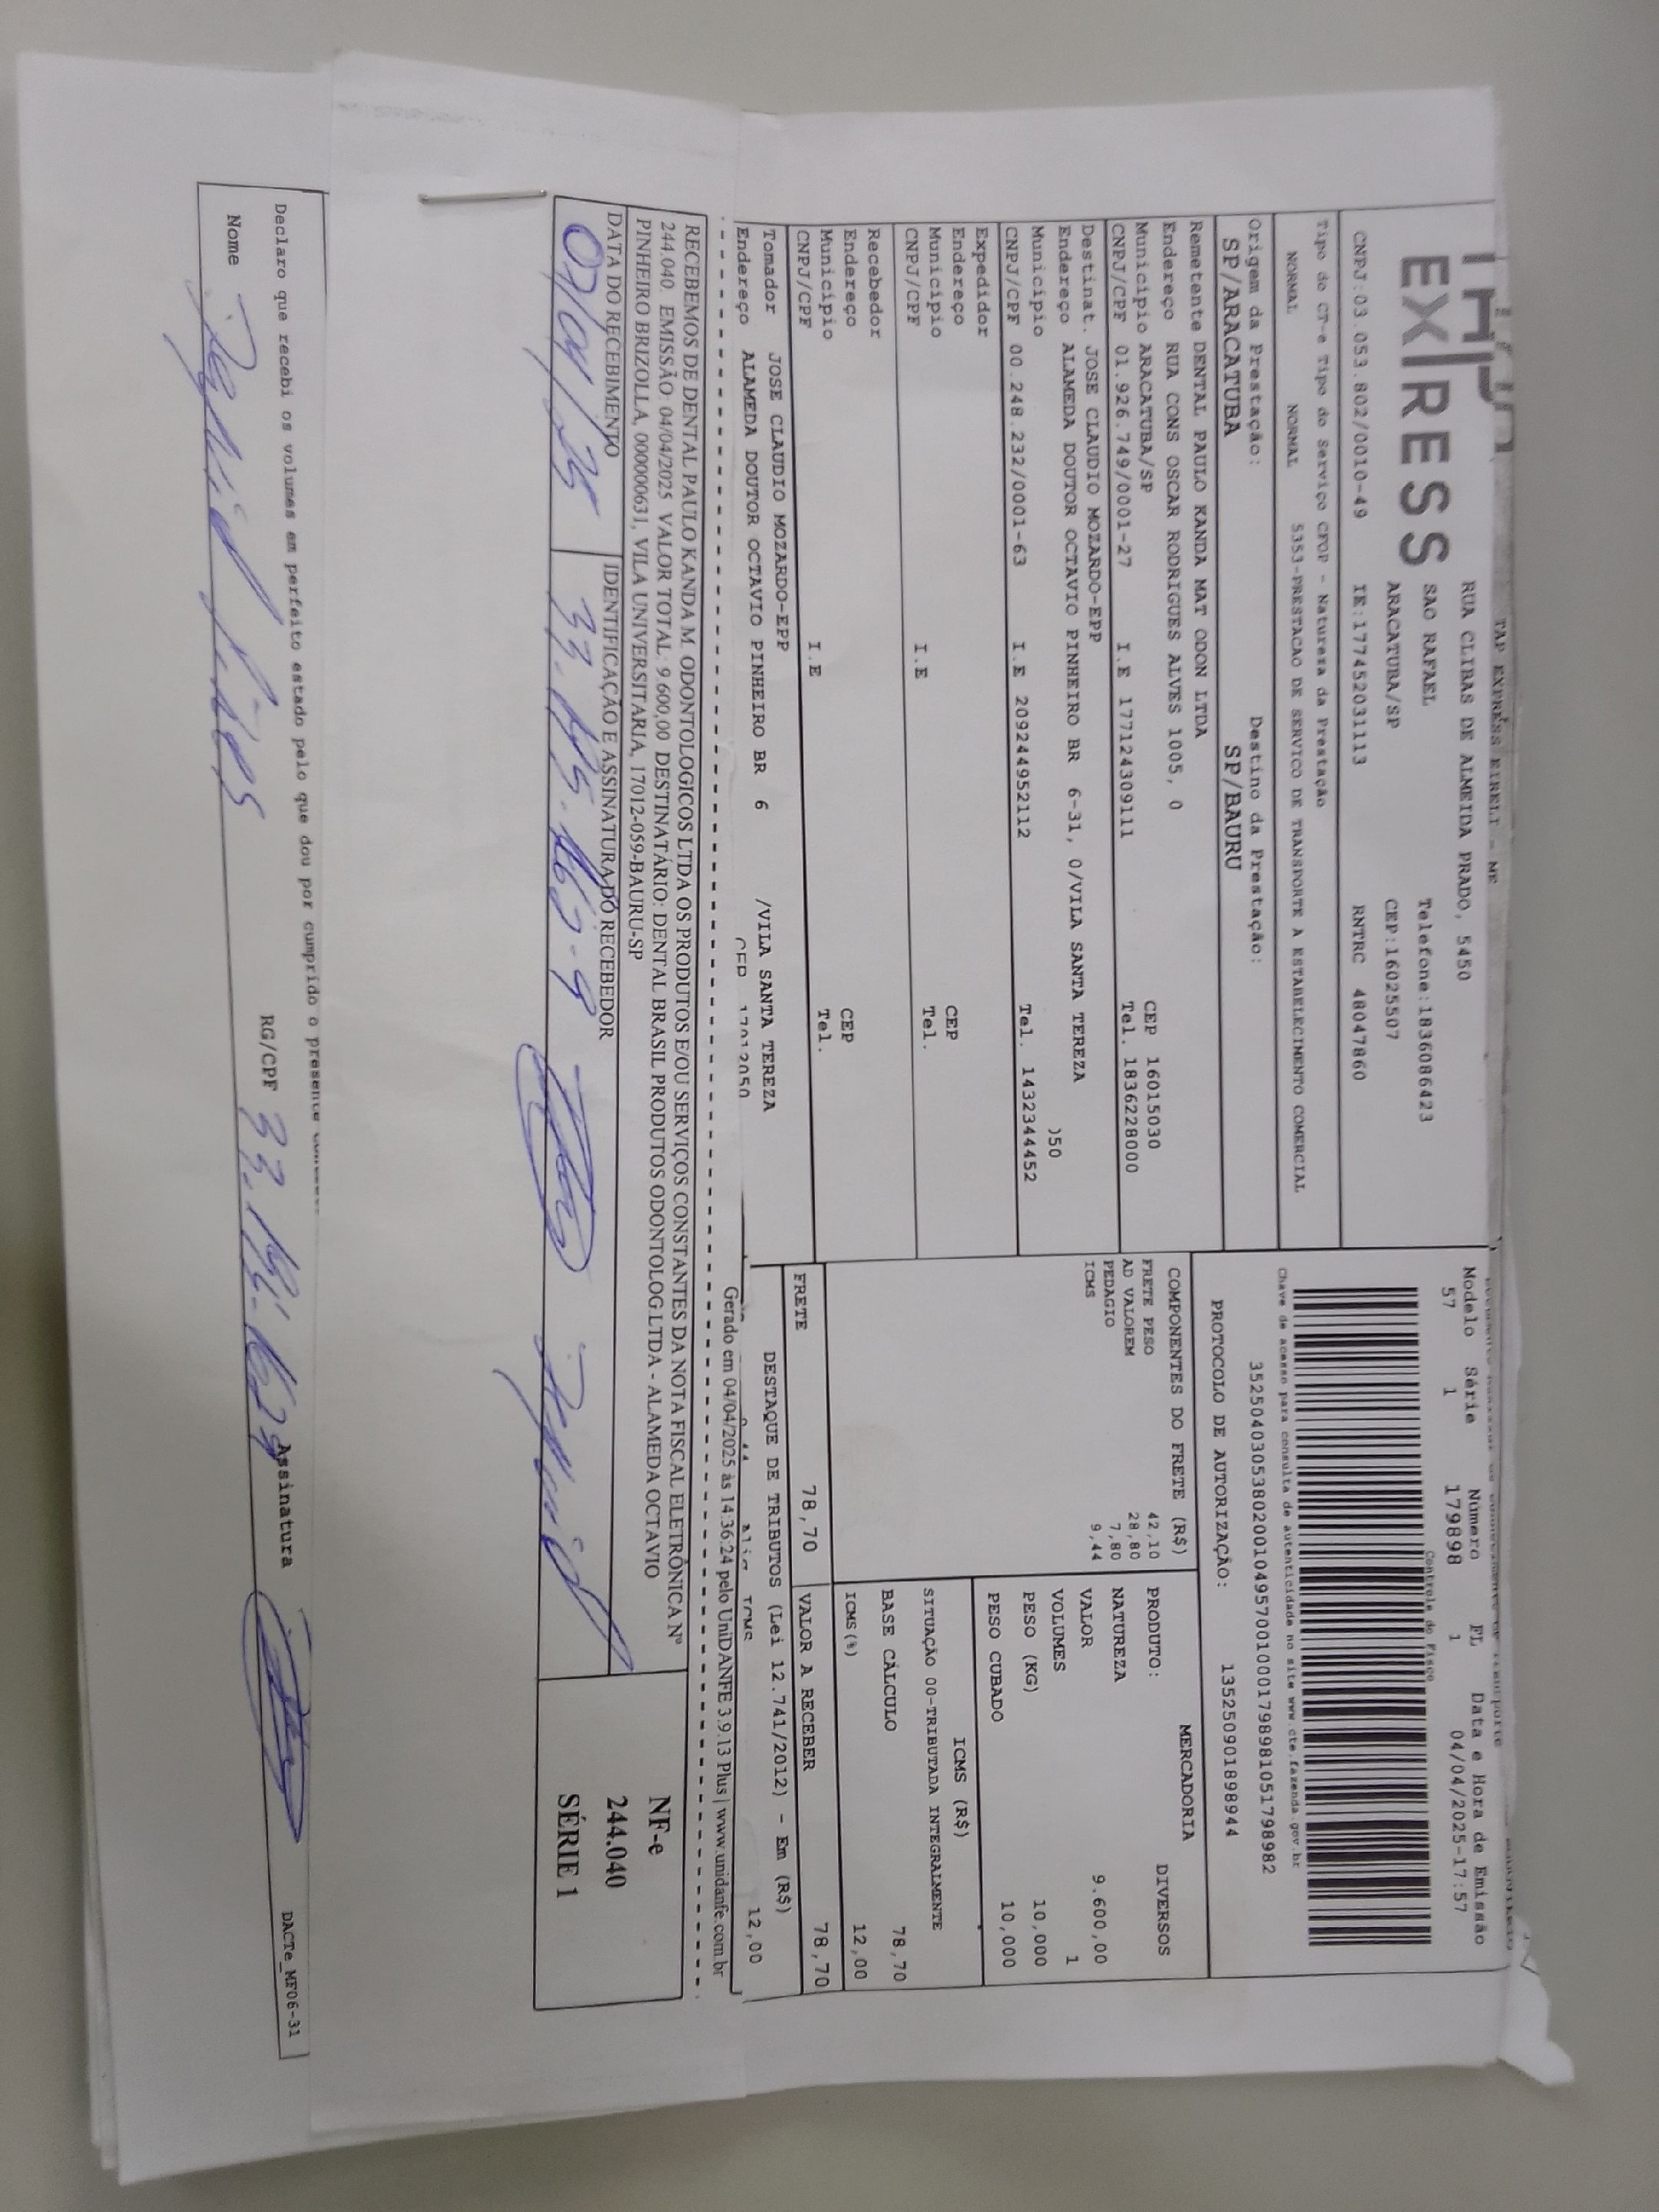 TAP EXPRESS EIRELI - ME
EXPRESS
RUA CLIBAS DE ALMEIDA PRADO, 5450
SAO RAFAEL Telefone:1836086423
ARACATUBA/SP CEP:16025507
CNPJ:03.053.802/0010-49 IE:177452031113 RNTRC 48047860
Tipo do CT-e Tipo do Serviço CFOP - Natureza da Prestação
NORMAL NORMAL 5353-PRESTACAO DE SERVICO DE TRANSPORTE A ESTABELECIMENTO COMERCIAL
Origem da Prestação: Destino da Prestação:
SP/ARACATUBA SP/BAURU
Remetente DENTAL PAULO KANDA MAT ODON LTDA
Endereço RUA CONS OSCAR RODRIGUES ALVES 1005, 0
Municipio ARACATUBA/SP CEP 16015030
CNPJ/CPF 01.926.749/0001-27 I.E 177124309111 Tel. 1836228000
Destinat. JOSE CLAUDIO MOZARDO-EPP
Endereço ALAMEDA DOUTOR OCTAVIO PINHEIRO BR 6-31, 0/VILA SANTA TEREZA
Municipio )50
CNPJ/CPF 00.248.232/0001-63 I.E 209244952112 Tel. 1432344452
Expedidor
Endereço
Municipio CEP
CNPJ/CPF I.E Tel.
Recebedor
Endereço
Municipio CEP
CNPJ/CPF I.E Tel.
Tomador JOSE CLAUDIO MOZARDO-EPP
Endereço ALAMEDA DOUTOR OCTAVIO PINHEIRO BR 6 /VILA SANTA TEREZA
CEP 17012050
Modelo Série Número FL Data e Hora de Emissão
57 1 179898 1 04/04/2025-17:57
Controle do Fisco
Chave de acesso para consulta de autenticidade no site www.cte.fazenda.gov.br
35250403053802001049570010001798981051798982
PROTOCOLO DE AUTORIZAÇÃO: 135250901898944
COMPONENTES DO FRETE (R$)
FRETE PESO 42,10
AD VALOREM 28,80
PEDAGIO 7,80
ICMS 9,44
MERCADORIA
PRODUTO: DIVERSOS
NATUREZA
VALOR 9.600,00
VOLUMES 1
PESO (KG) 10,000
PESO CUBADO 10,000
ICMS (R$)
SITUAÇÃO 00-TRIBUTADA INTEGRALMENTE
BASE CÁLCULO 78,70
ICMS(%) 12,00
FRETE 78,70 VALOR A RECEBER 78,70
DESTAQUE DE TRIBUTOS (Lei 12.741/2012) - Em (R$)
ICMS 12,00
Gerado em 04/04/2025 às 14:36:24 pelo UniDANFE 3.9.13 Plus | www.unidanfe.com.br
RECEBEMOS DE DENTAL PAULO KANDA M. ODONTOLOGICOS LTDA OS PRODUTOS E/OU SERVIÇOS CONSTANTES DA NOTA FISCAL ELETRÔNICA Nº
244.040. EMISSÃO: 04/04/2025 VALOR TOTAL: 9.600,00 DESTINATÁRIO: DENTAL BRASIL PRODUTOS ODONTOLOG LTDA - ALAMEDA OCTAVIO
PINHEIRO BRIZOLLA, 00000631, VILA UNIVERSITARIA, 17012-059-BAURU-SP
DATA DO RECEBIMENTO IDENTIFICAÇÃO E ASSINATURA DO RECEBEDOR
NF-e
244.040
SÉRIE 1
Declaro que recebi os volumes em perfeito estado pelo que dou por cumprido o presente
Nome RG/CPF Assinatura
DACTe_MF06-31